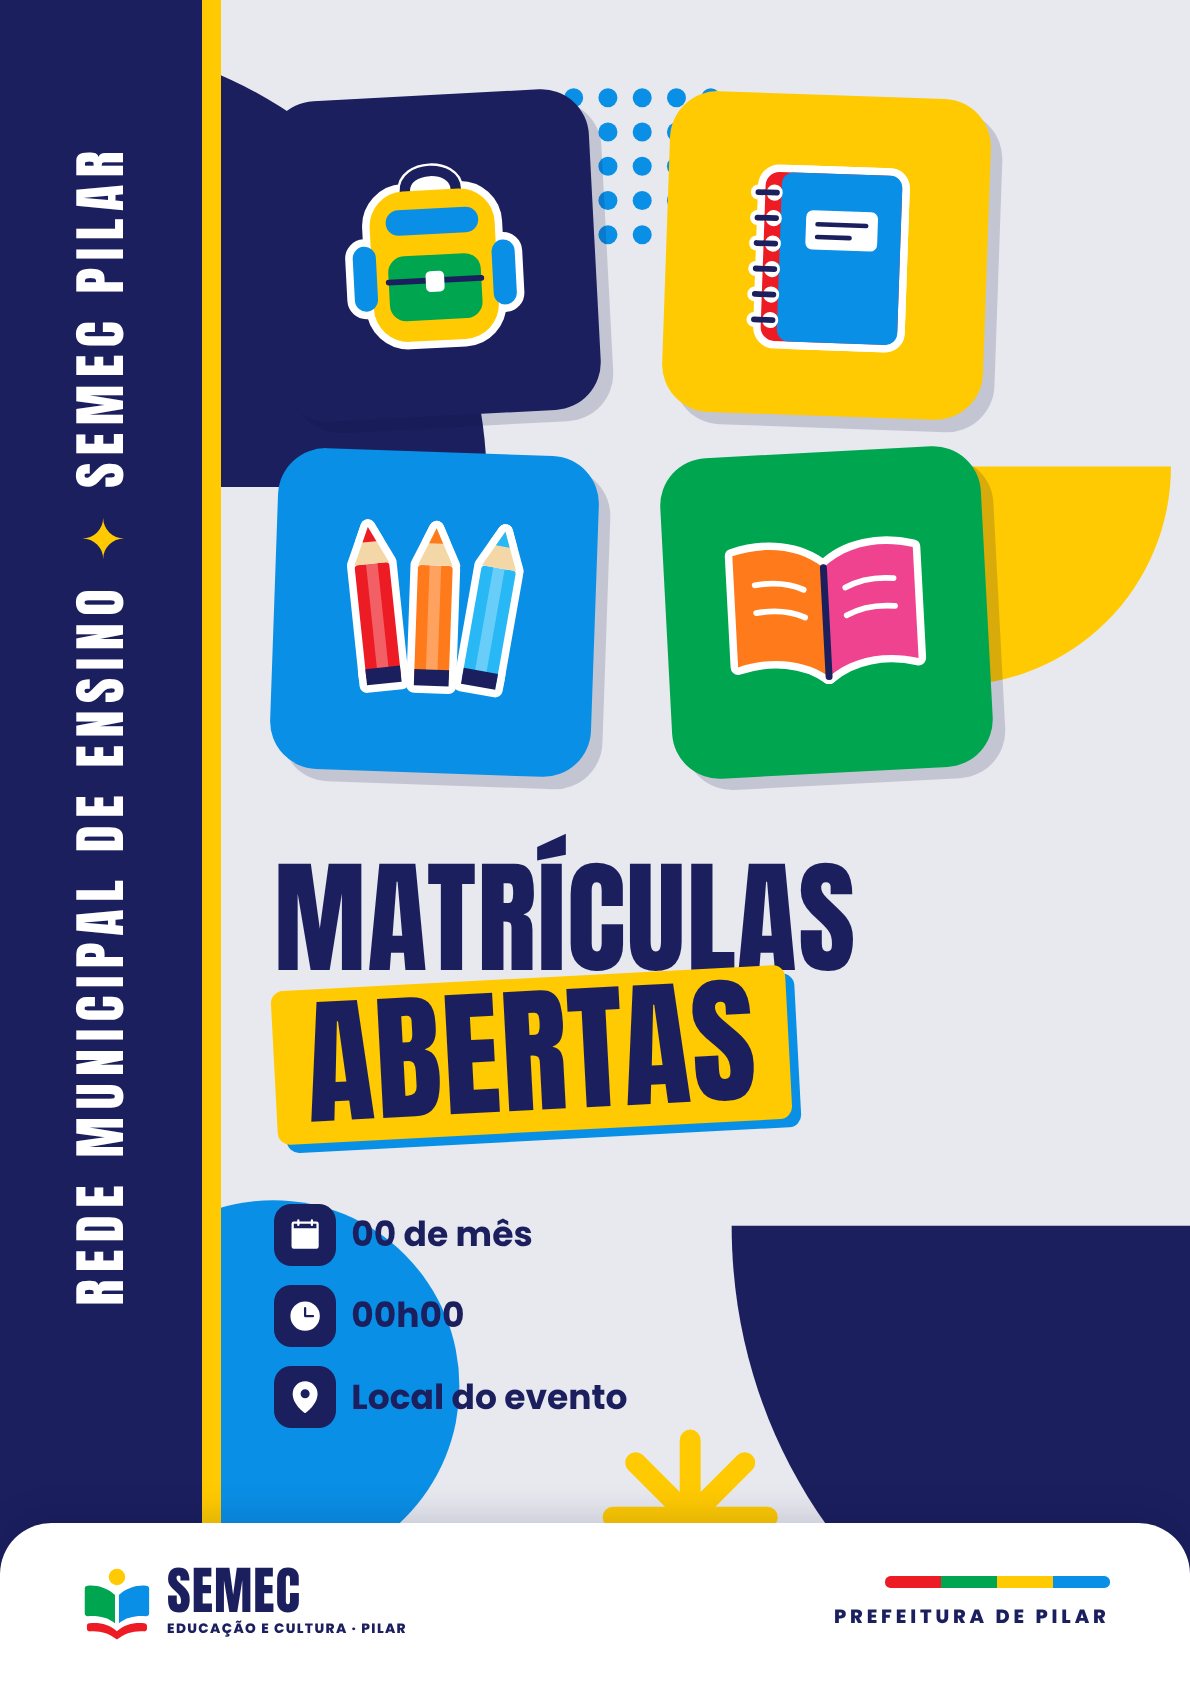 REDE MUNICIPAL DE ENSINO ✦ SEMEC PILAR
MATRÍCULAS
ABERTAS
00 de mês
00h00
Local do evento
SEMEC
EDUCAÇÃO E CULTURA · PILAR
PREFEITURA DE PILAR